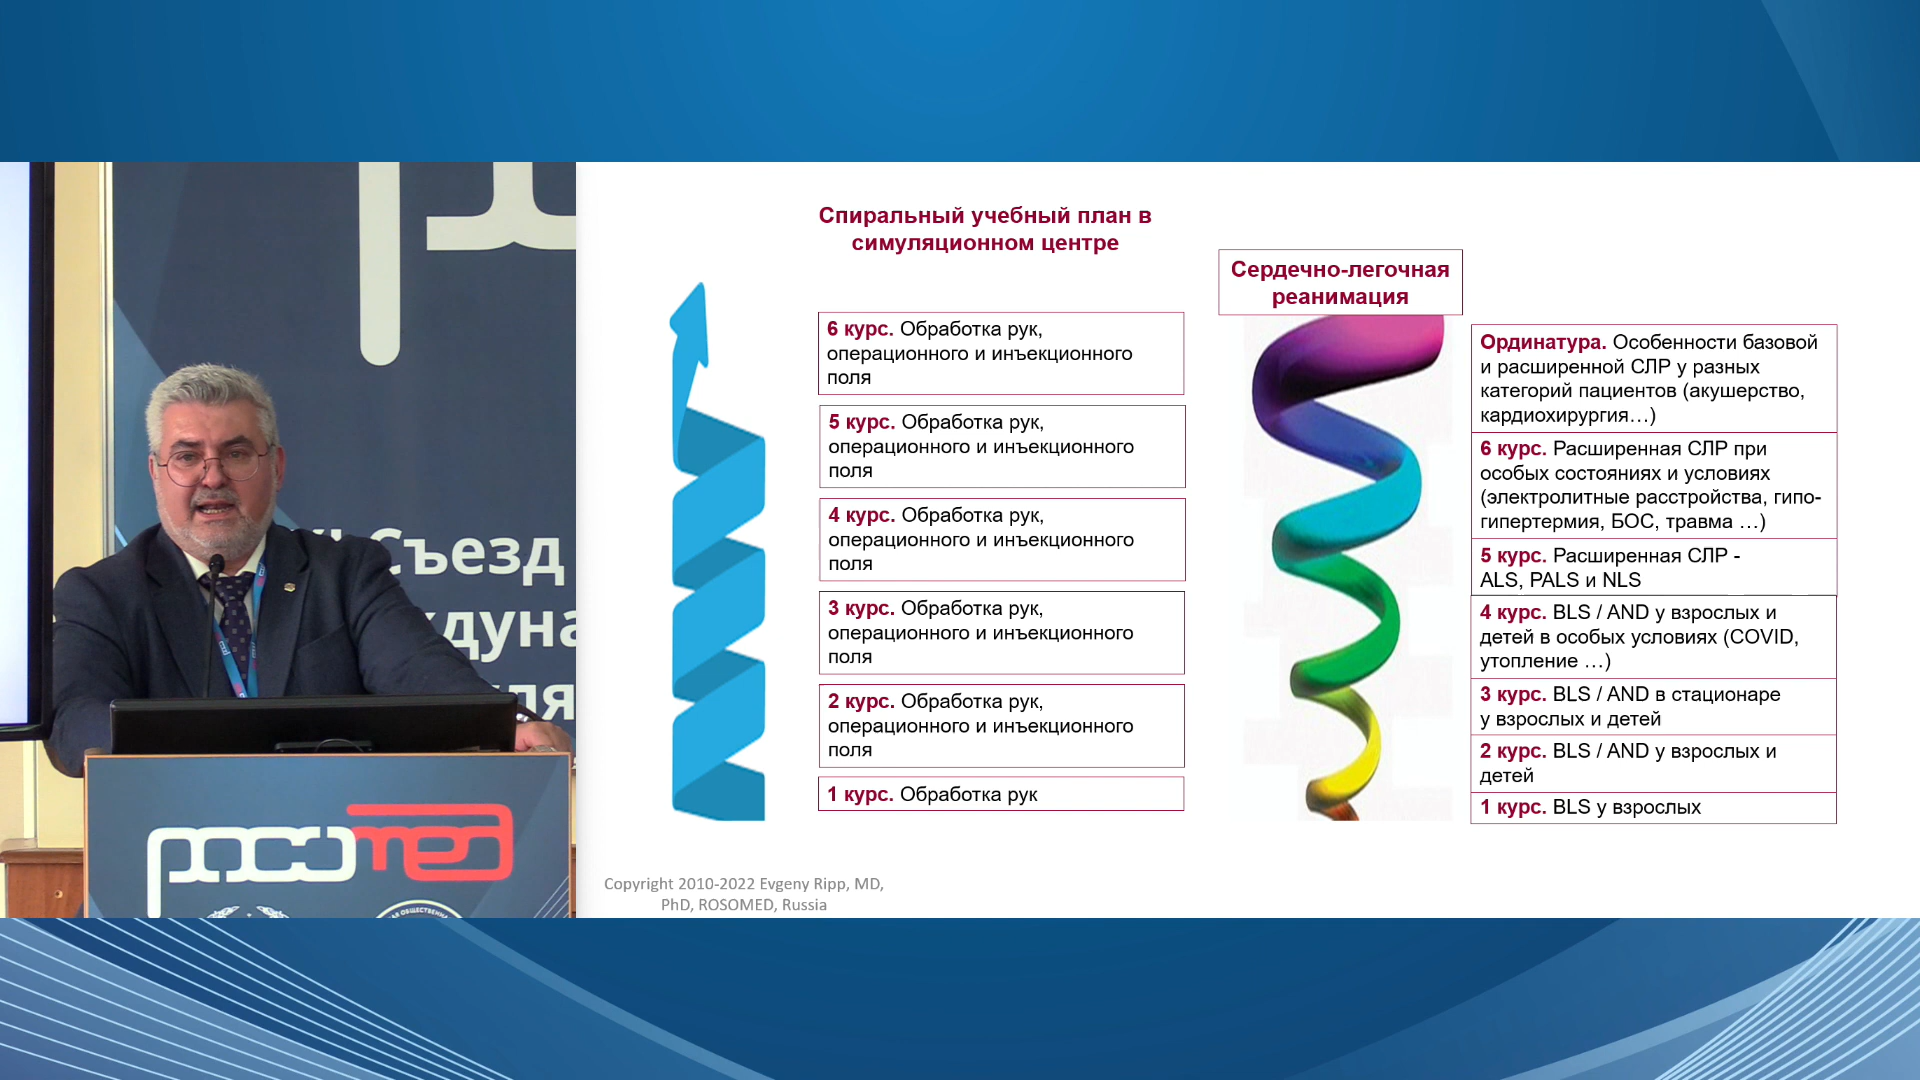 Съезд
ждуна
ля
росомед
Спиральный учебный план в
симуляционном центре
6 курс. Обработка рук,
операционного и инъекционного
поля
5 курс. Обработка рук,
операционного и инъекционного
поля
4 курс. Обработка рук,
операционного и инъекционного
поля
3 курс. Обработка рук,
операционного и инъекционного
поля
2 курс. Обработка рук,
операционного и инъекционного
поля
1 курс. Обработка рук
Сердечно-легочная
реанимация
Ординатура. Особенности базовой
и расширенной СЛР у разных
категорий пациентов (акушерство,
кардиохирургия…)
6 курс. Расширенная СЛР при
особых состояниях и условиях
(электролитные расстройства, гипо-
гипертермия, БОС, травма …)
5 курс. Расширенная СЛР -
ALS, PALS и NLS
4 курс. BLS / AND у взрослых и
детей в особых условиях (COVID,
утопление …)
3 курс. BLS / AND в стационаре
у взрослых и детей
2 курс. BLS / AND у взрослых и
детей
1 курс. BLS у взрослых
Copyright 2010-2022 Evgeny Ripp, MD,
PhD, ROSOMED, Russia